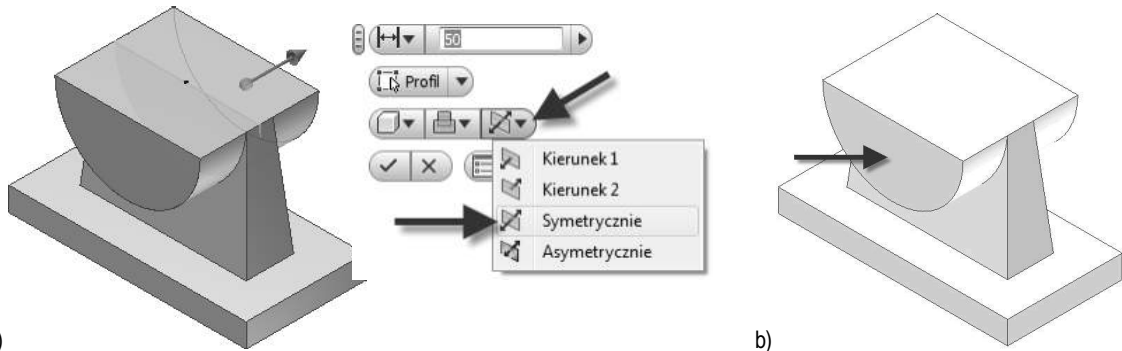 50
Profil
Kierunek 1
Kierunek 2
Symetrycznie
Asymetrycznie
)
b)